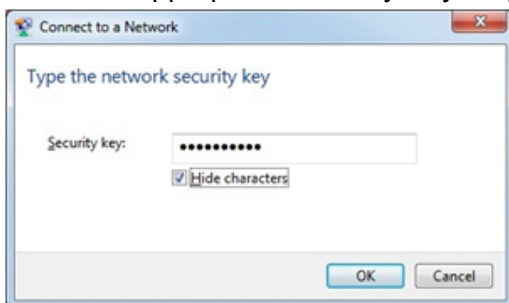 Connect to a Network
Type the network security key
Security key:
••••••••••
Hide characters
OK Cancel